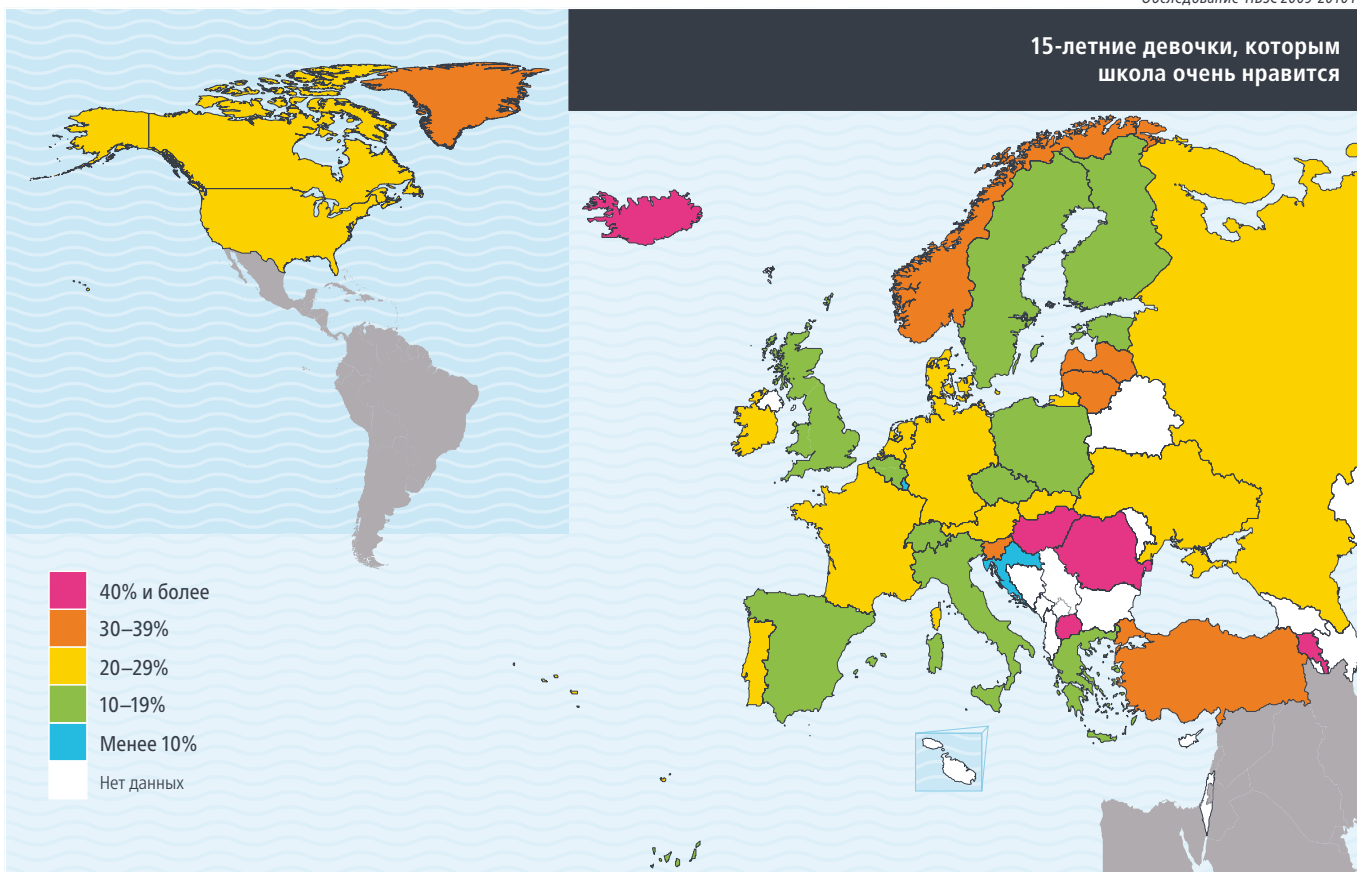 15-летние девочки, которым
школа очень нравится
40% и более
30–39%
20–29%
10–19%
Менее 10%
Нет данных